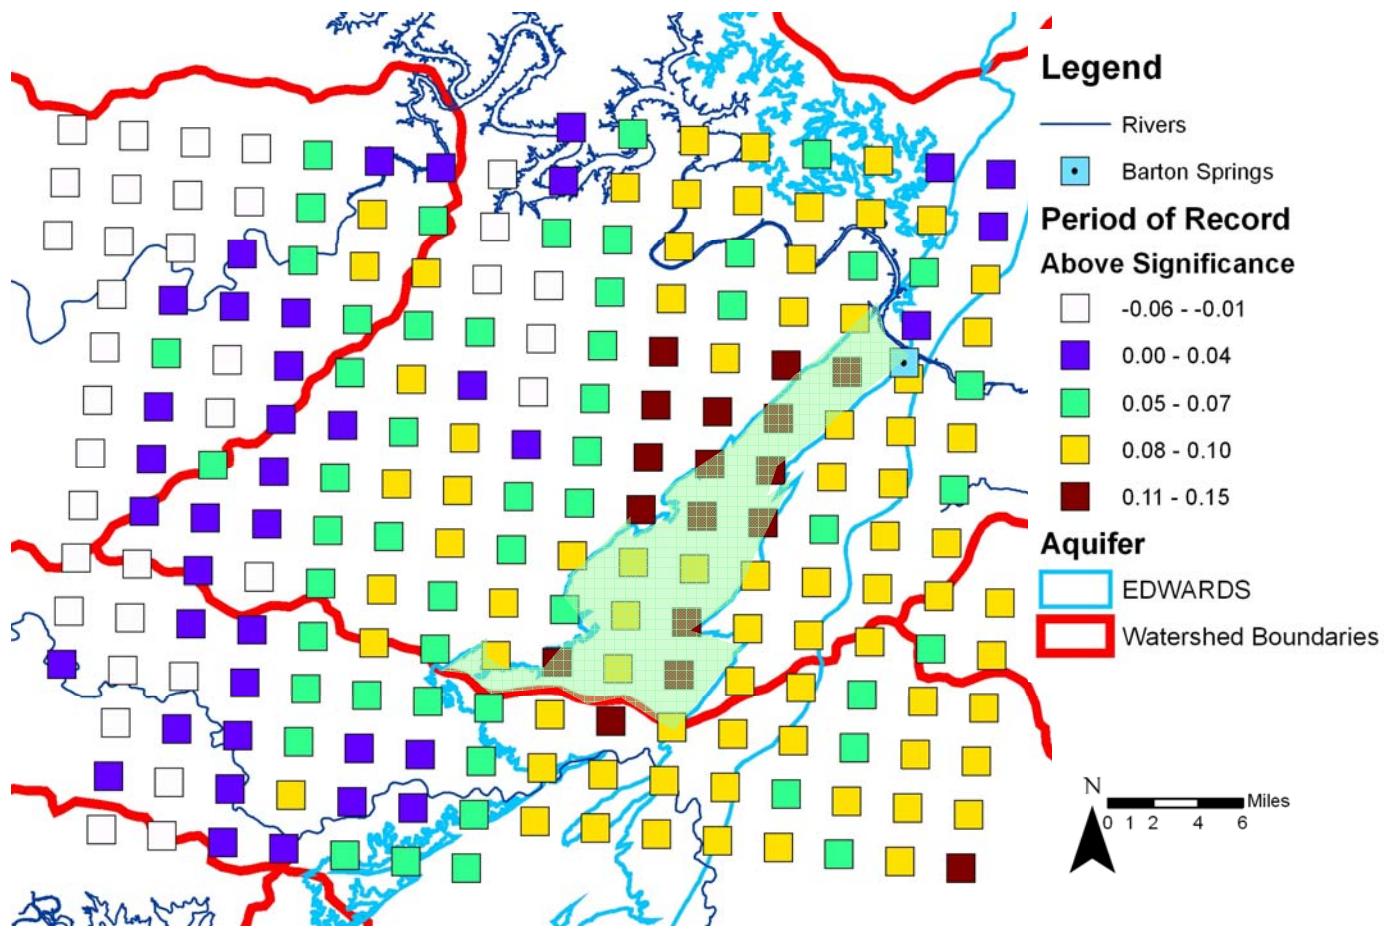 Legend
Rivers
Barton Springs
Period of Record
Above Significance
-0.06 - -0.01
0.00 - 0.04
0.05 - 0.07
0.08 - 0.10
0.11 - 0.15
Aquifer
EDWARDS
Watershed Boundaries
N
Miles
0 1 2 4 6